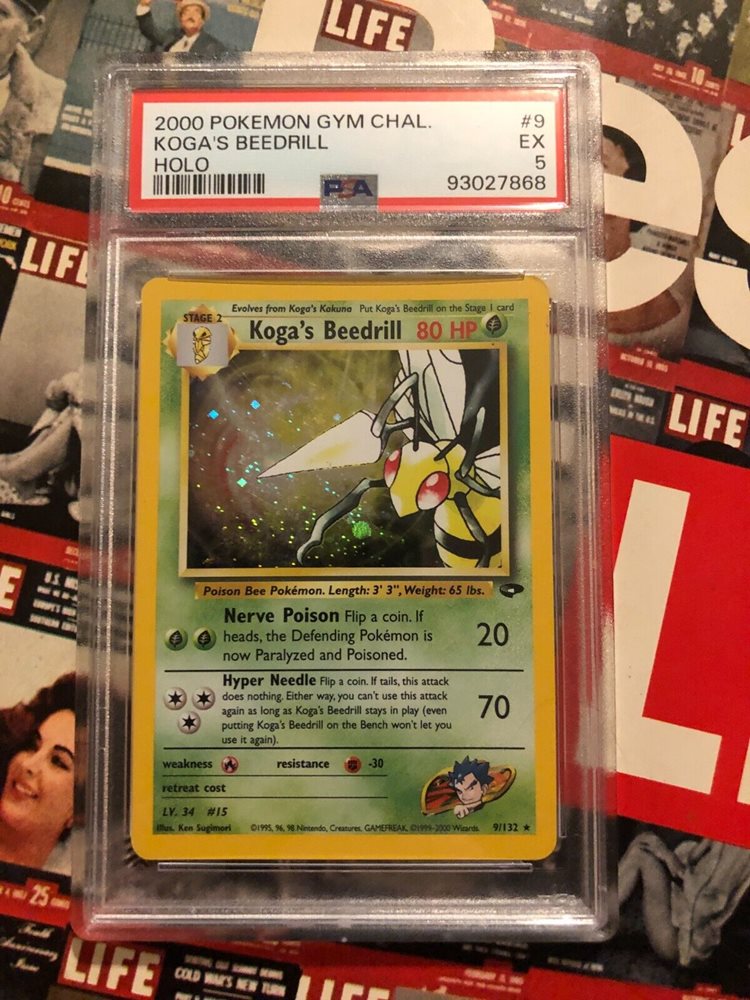 LIFE
10
2000 POKEMON GYM CHAL.
#9
KOGA'S BEEDRILL
EX
HOLO
5
PSA
93027868
LIFE
Evolves from Koga's Kakuna Put Koga's Beedrill on the Stage 1 card
STAGE 2
Koga's Beedrill 80 HP
LIFE
Poison Bee Pokémon. Length: 3' 3", Weight: 65 lbs.
Nerve Poison Flip a coin. If
heads, the Defending Pokémon is
now Paralyzed and Poisoned.
20
Hyper Needle Flip a coin. If tails, this attack
does nothing. Either way, you can't use this attack
again as long as Koga's Beedrill stays in play (even
putting Koga's Beedrill on the Bench won't let you
use it again).
70
weakness
resistance
-30
retreat cost
LV. 34 #15
Illus. Ken Sugimori
©1995, 96, 98 Nintendo, Creatures, GAMEFREAK, ©1999-2000 Wizards.
9/132
25
LIFE
COLD WAR'S NEW TURN
LIFE